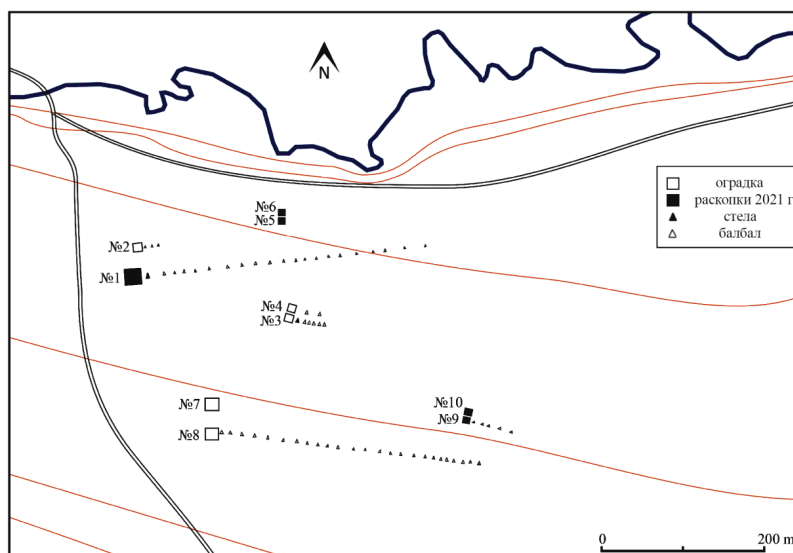 N
оградка
раскопки 2021 г
стела
балбал
№6
№5
№2
№1
№4
№3
№7
№10
№9
№8
0 200 m